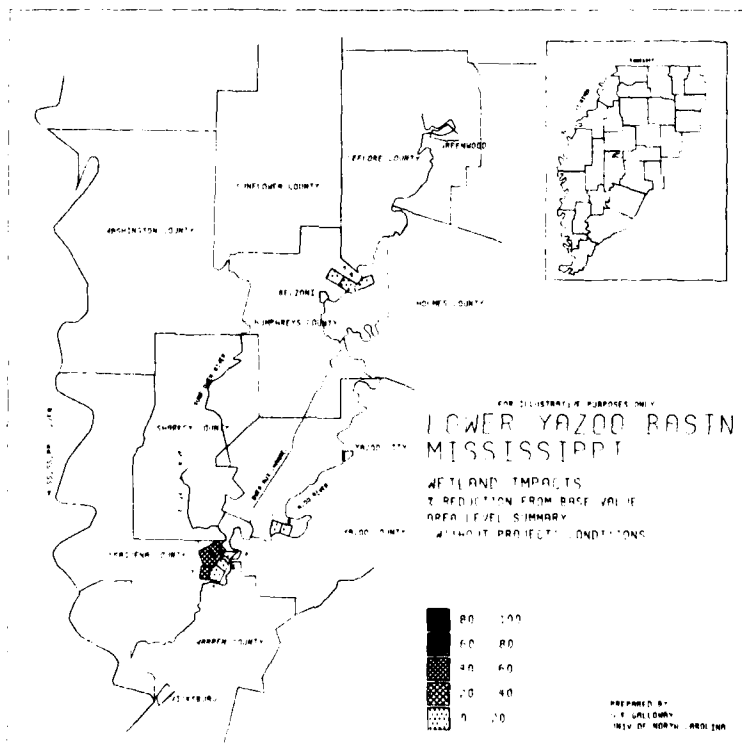 GREENWOOD
LEFLORE COUNTY
SUNFLOWER COUNTY
WASHINGTON COUNTY
BELZONI
HOLMES COUNTY
HUMPHREYS COUNTY
FOR ILLUSTRATIVE PURPOSES ONLY
LOWER YAZOO BASIN
MISSISSIPPI
SHARKEY COUNTY
YAZOO CITY
WETLAND IMPACTS
% REDUCTION FROM BASE VALUE
AREA LEVEL SUMMARY
WITHOUT PROJECT CONDITIONS
YAZOO COUNTY
COUNTY
WARREN COUNTY
VICKSBURG
80 100
60 80
40 60
20 40
0 20
PREPARED BY
GALLOWAY
UNIV OF NORTH CAROLINA